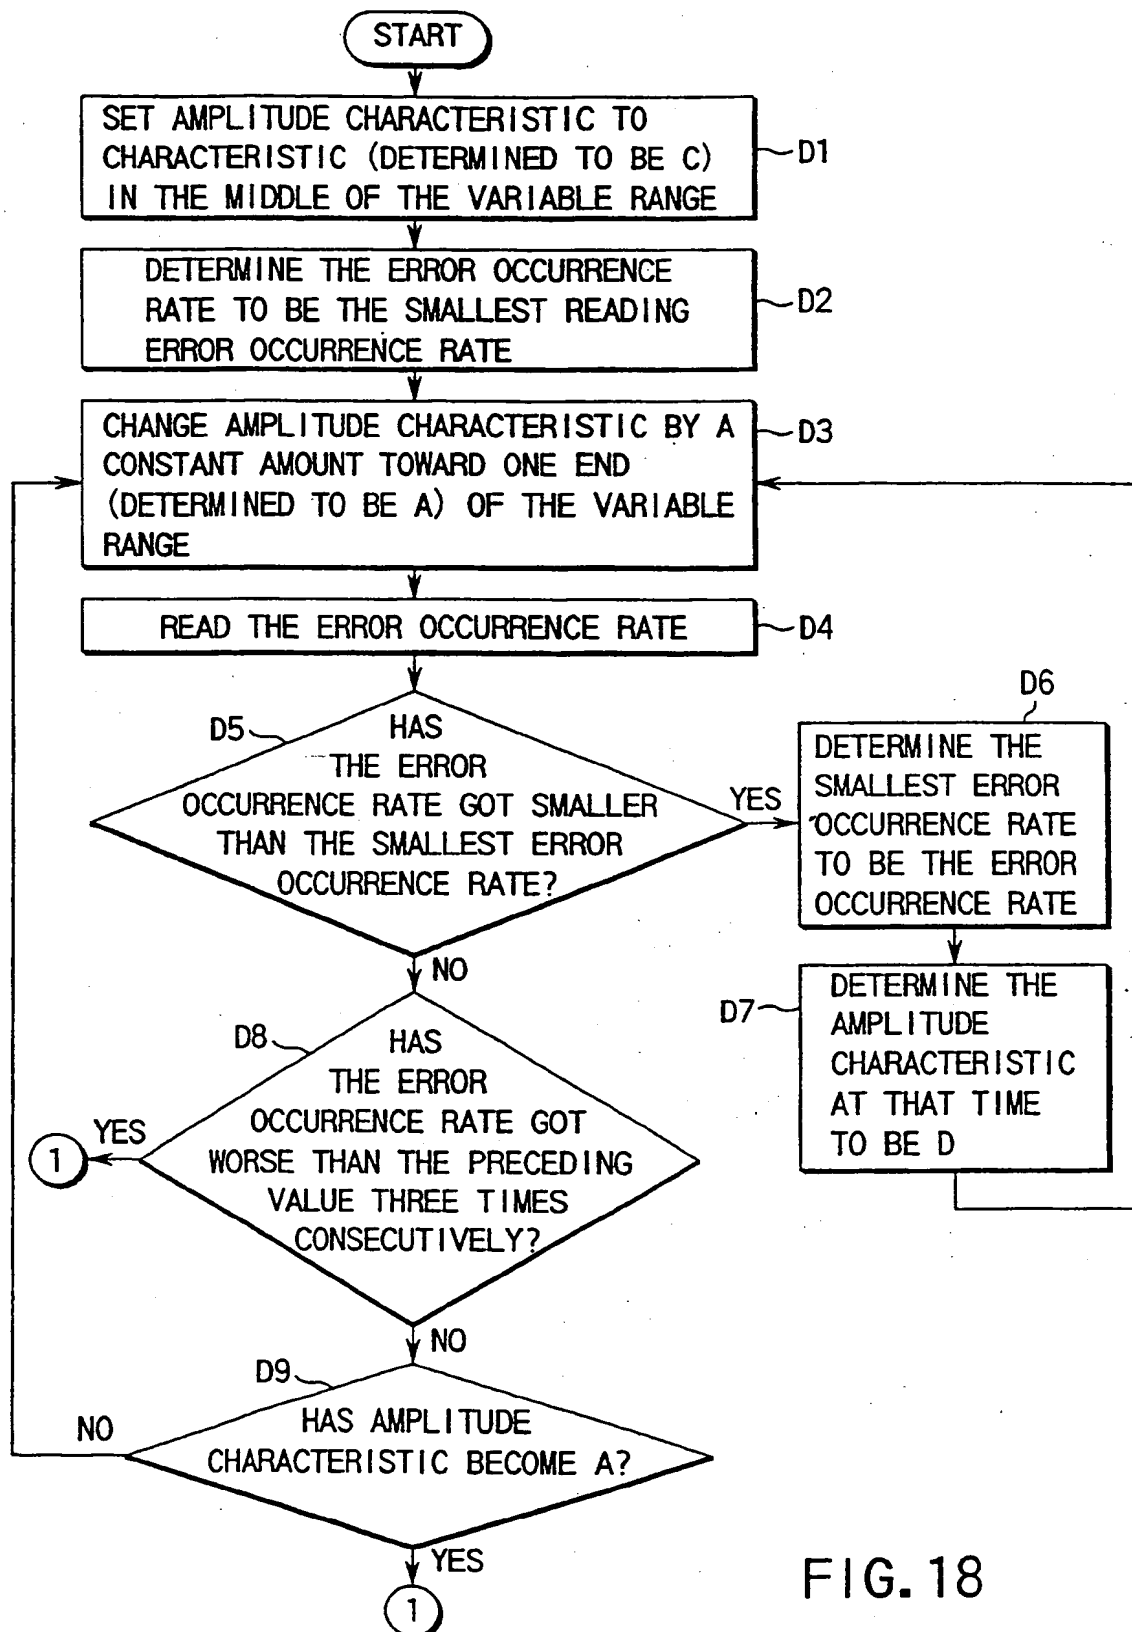 START
SET AMPLITUDE CHARACTERISTIC TO
CHARACTERISTIC (DETERMINED TO BE C)
IN THE MIDDLE OF THE VARIABLE RANGE
D1
DETERMINE THE ERROR OCCURRENCE
RATE TO BE THE SMALLEST READING
ERROR OCCURRENCE RATE
D2
CHANGE AMPLITUDE CHARACTERISTIC BY A
CONSTANT AMOUNT TOWARD ONE END
(DETERMINED TO BE A) OF THE VARIABLE
RANGE
D3
READ THE ERROR OCCURRENCE RATE
D4
D5
HAS
THE ERROR
OCCURRENCE RATE GOT SMALLER
THAN THE SMALLEST ERROR
OCCURRENCE RATE?
YES
D6
DETERMINE THE
SMALLEST ERROR
OCCURRENCE RATE
TO BE THE ERROR
OCCURRENCE RATE
D7
DETERMINE THE
AMPLITUDE
CHARACTERISTIC
AT THAT TIME
TO BE D
NO
D8
HAS
THE ERROR
OCCURRENCE RATE GOT
WORSE THAN THE PRECEDING
VALUE THREE TIMES
CONSECUTIVELY?
YES
1
NO
D9
HAS AMPLITUDE
CHARACTERISTIC BECOME A?
NO
YES
1
FIG. 18